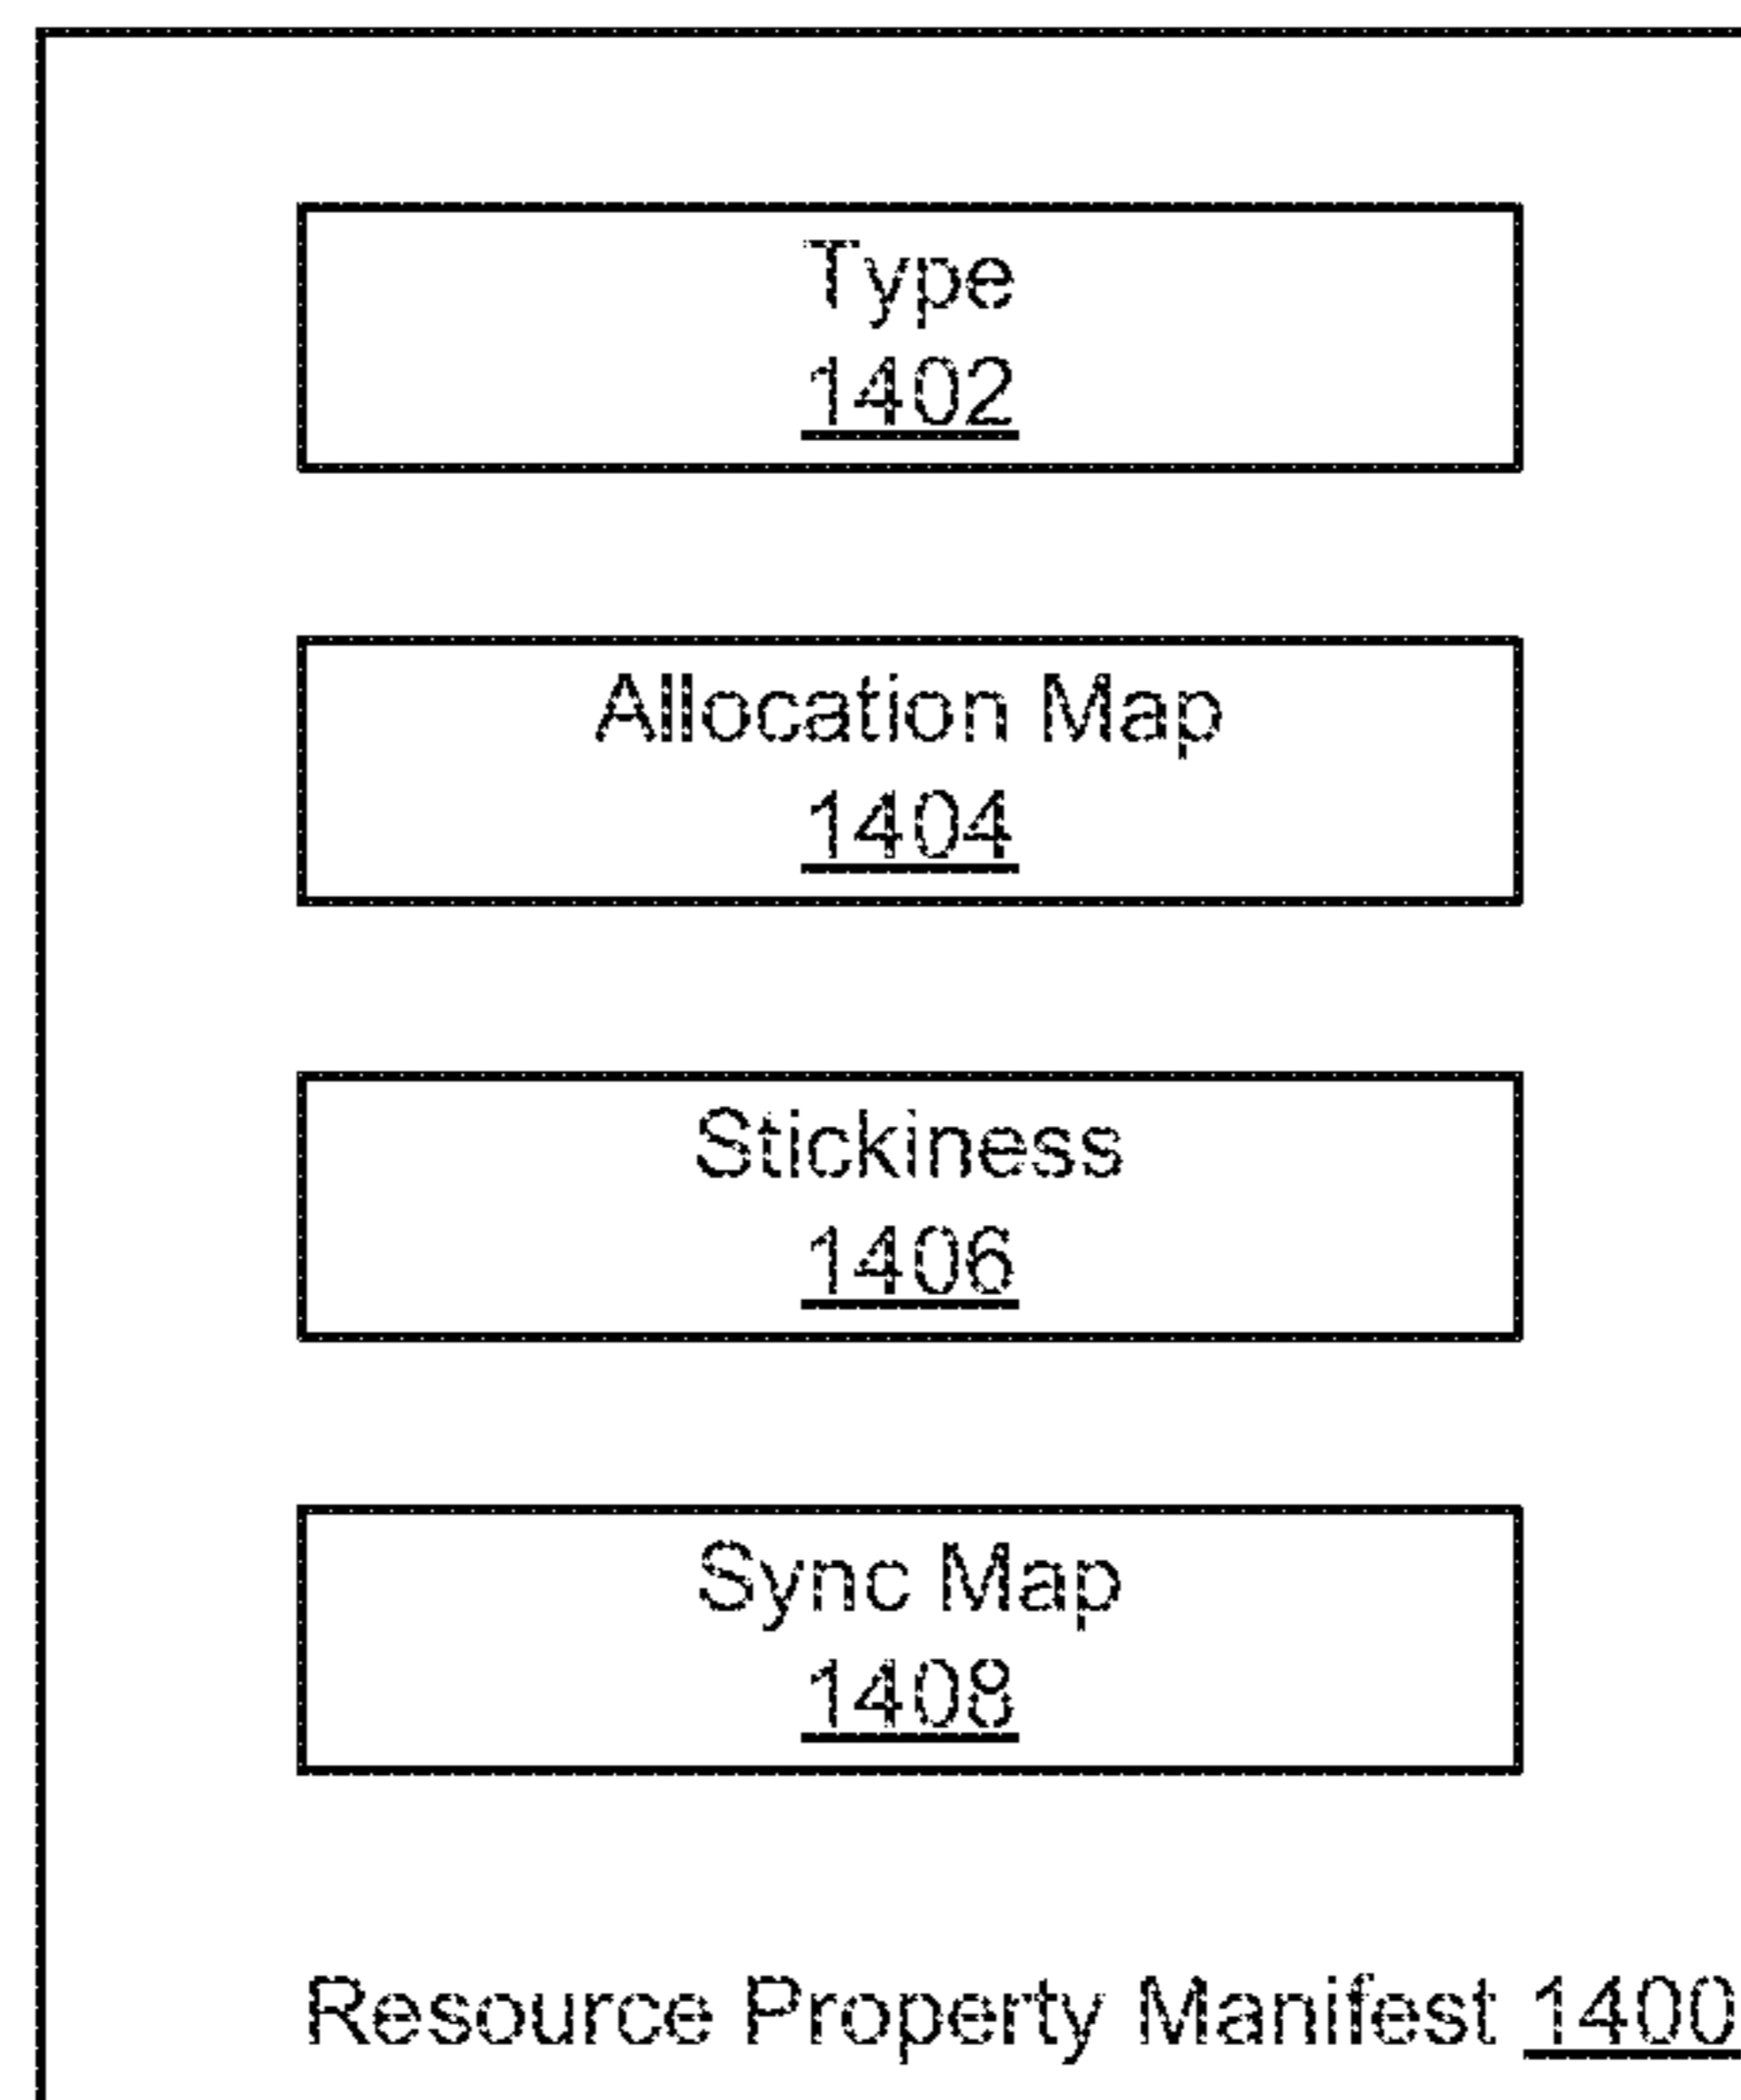 Type
1402
Allocation Map
1404
Stickiness
1406
Sync Map
1408
Resource Property Manifest 1400